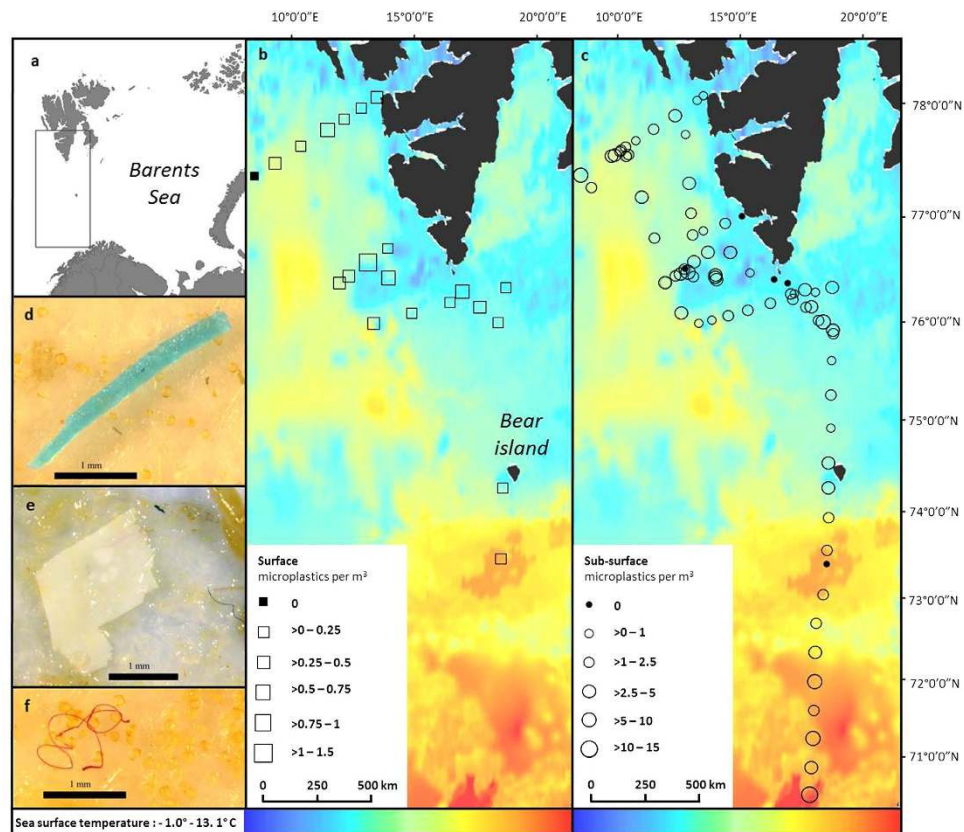 10°0'0"E 15°0'0"E 20°0'0"E 10°0'0"E 15°0'0"E 20°0'0"E
a
Barents
Sea
b
c
78°0'0"N
77°0'0"N
76°0'0"N
75°0'0"N
74°0'0"N
73°0'0"N
72°0'0"N
71°0'0"N
d
1 mm
e
1 mm
f
1 mm
Bear
island
Surface
microplastics per m³
0
>0 – 0.25
>0.25 – 0.5
>0.5 – 0.75
>0.75 – 1
>1 – 1.5
0 500 km
Sub-surface
microplastics per m³
0
>0 – 1
>1 – 2.5
>2.5 – 5
>5 – 10
>10 – 15
0 500 km
Sea surface temperature : - 1.0° - 13. 1° C